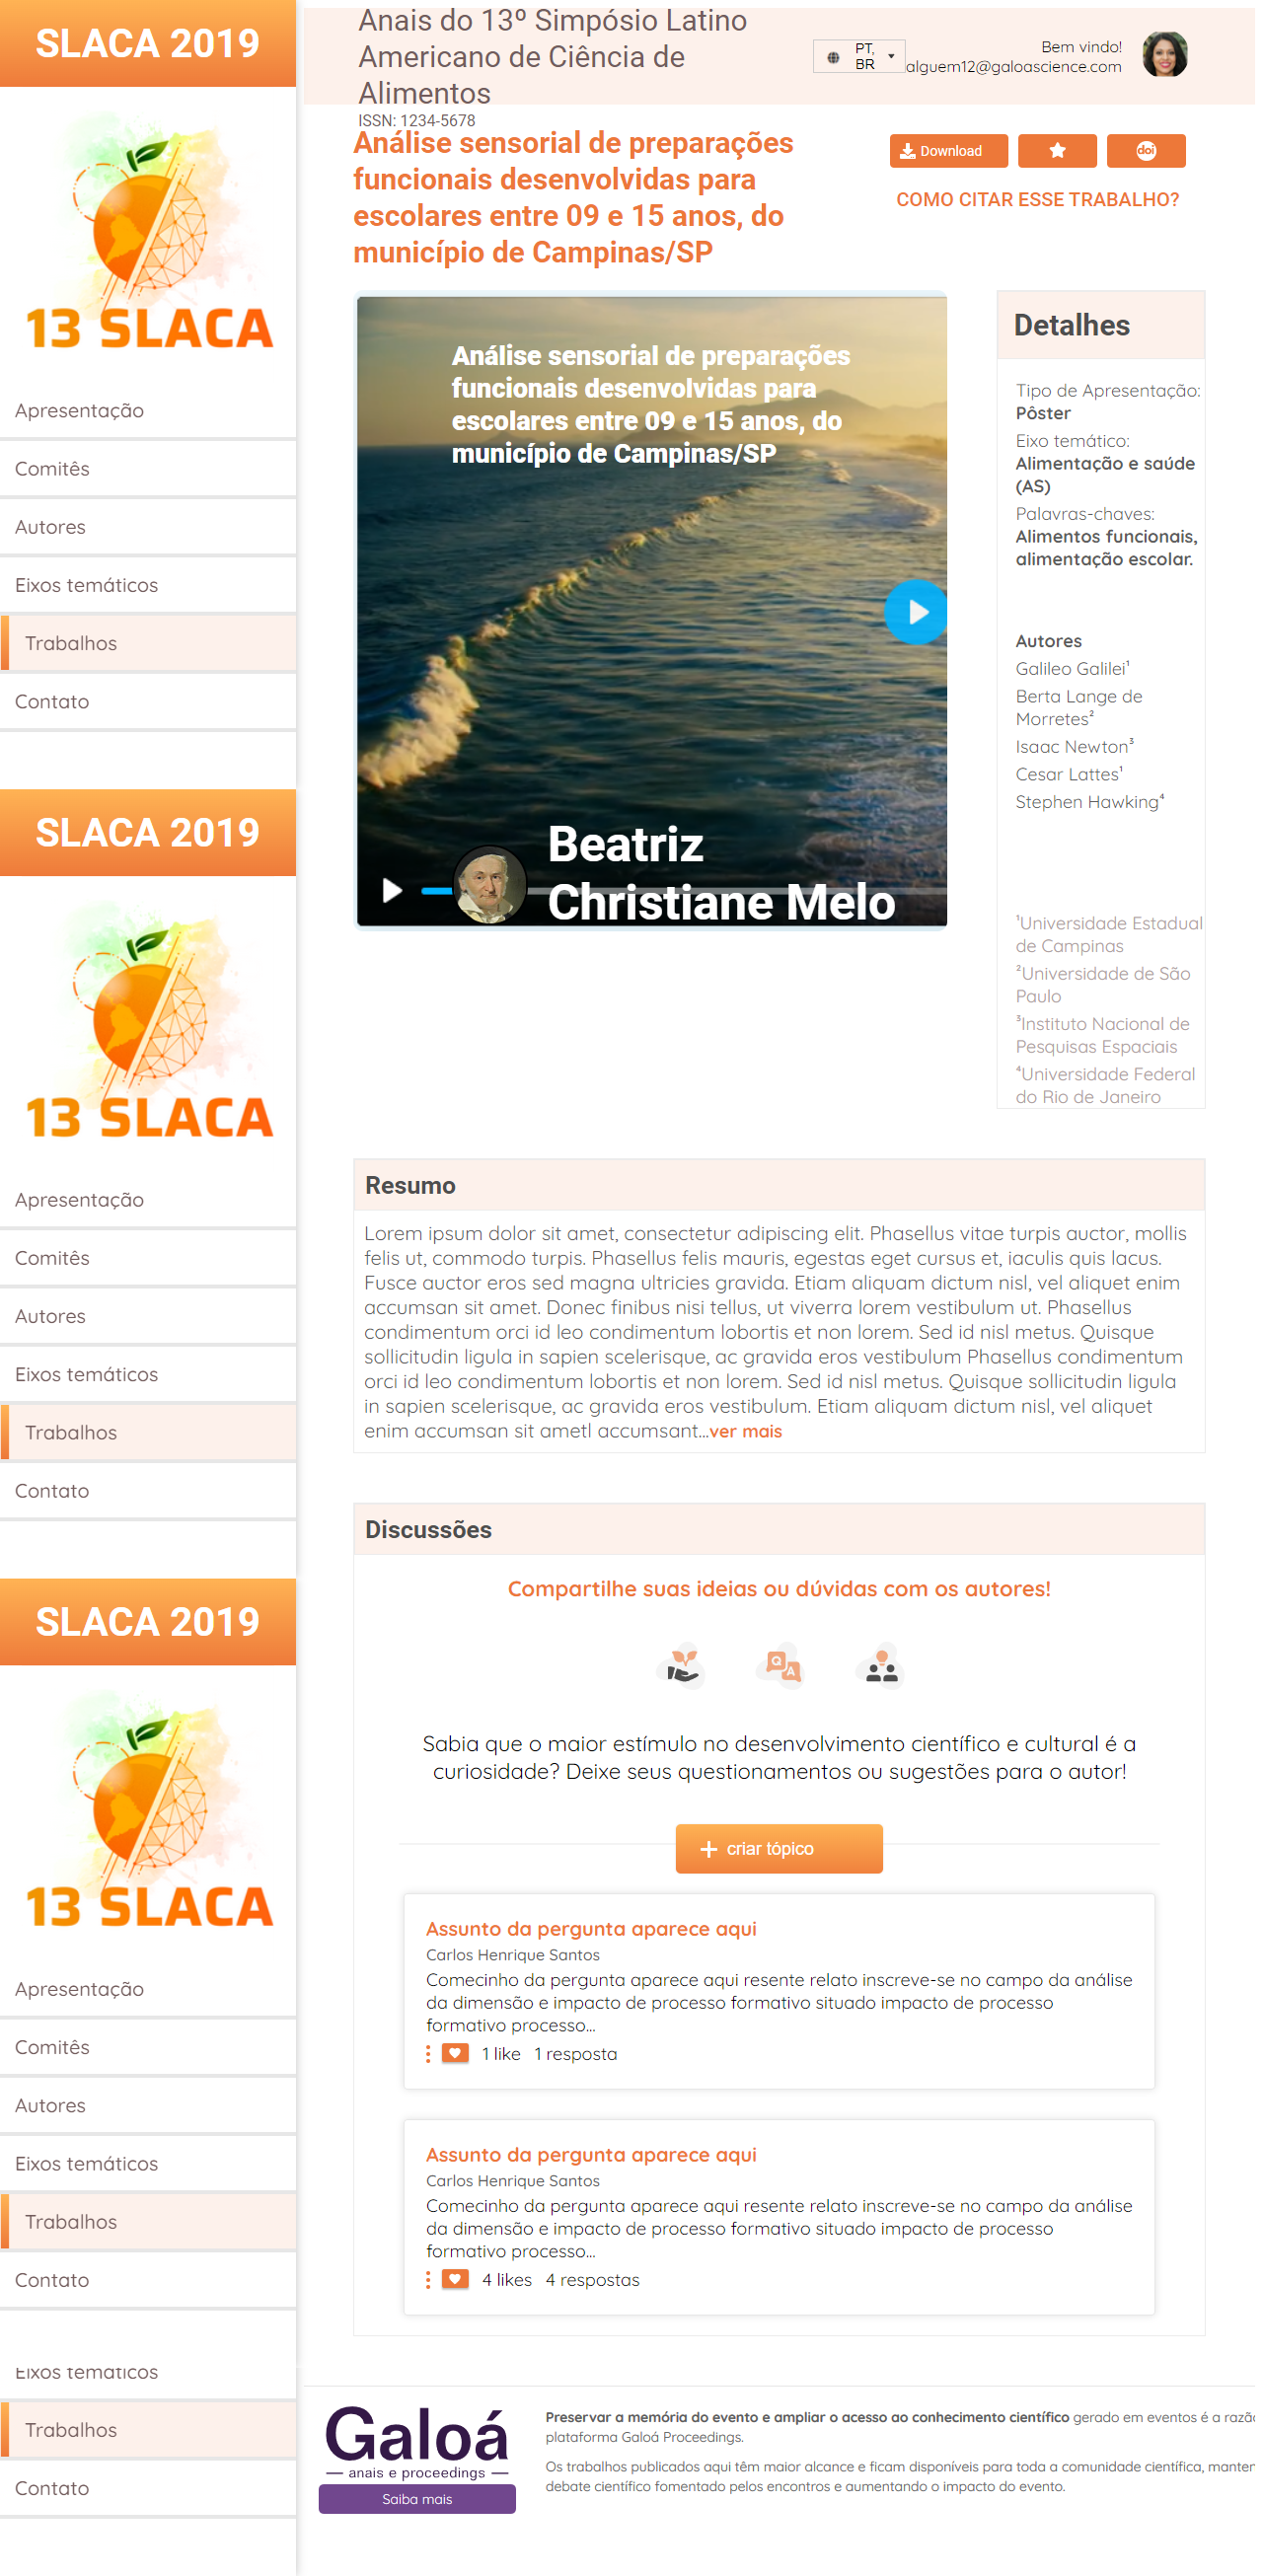 SLACA 2019
13 SLACA
Apresentação
Comitês
Autores
Eixos temáticos
Trabalhos
Contato
SLACA 2019
13 SLACA
Apresentação
Comitês
Autores
Eixos temáticos
Trabalhos
Contato
SLACA 2019
13 SLACA
Apresentação
Comitês
Autores
Eixos temáticos
Trabalhos
Contato
Eixos temáticos
Trabalhos
Contato
Anais do 13º Simpósio Latino
Americano de Ciência de
Alimentos
ISSN: 1234-5678
PT,
BR
Bem vindo!
alguem12@galoascience.com
Análise sensorial de preparações
funcionais desenvolvidas para
escolares entre 09 e 15 anos, do
município de Campinas/SP
Download
doi
COMO CITAR ESSE TRABALHO?
Análise sensorial de preparações
funcionais desenvolvidas para
escolares entre 09 e 15 anos, do
município de Campinas/SP
Beatriz
Christiane Melo
Detalhes
Tipo de Apresentação:
Pôster
Eixo temático:
Alimentação e saúde
(AS)
Palavras-chaves:
Alimentos funcionais,
alimentação escolar.
Autores
Galileo Galilei¹
Berta Lange de
Morretes²
Isaac Newton³
Cesar Lattes¹
Stephen Hawking⁴
¹Universidade Estadual
de Campinas
²Universidade de São
Paulo
³Instituto Nacional de
Pesquisas Espaciais
⁴Universidade Federal
do Rio de Janeiro
Resumo
Lorem ipsum dolor sit amet, consectetur adipiscing elit. Phasellus vitae turpis auctor, mollis
felis ut, commodo turpis. Phasellus felis mauris, egestas eget cursus et, iaculis quis lacus.
Fusce auctor eros sed magna ultricies gravida. Etiam aliquam dictum nisl, vel aliquet enim
accumsan sit amet. Donec finibus nisi tellus, ut viverra lorem vestibulum ut. Phasellus
condimentum orci id leo condimentum lobortis et non lorem. Sed id nisl metus. Quisque
sollicitudin ligula in sapien scelerisque, ac gravida eros vestibulum Phasellus condimentum
orci id leo condimentum lobortis et non lorem. Sed id nisl metus. Quisque sollicitudin ligula
in sapien scelerisque, ac gravida eros vestibulum. Etiam aliquam dictum nisl, vel aliquet
enim accumsan sit ametl accumsant...ver mais
Discussões
Compartilhe suas ideias ou dúvidas com os autores!
Q A
Sabia que o maior estímulo no desenvolvimento científico e cultural é a
curiosidade? Deixe seus questionamentos ou sugestões para o autor!
+ criar tópico
Assunto da pergunta aparece aqui
Carlos Henrique Santos
Comecinho da pergunta aparece aqui resente relato inscreve-se no campo da análise
da dimensão e impacto de processo formativo situado impacto de processo
formativo processo...
1 like 1 resposta
Assunto da pergunta aparece aqui
Carlos Henrique Santos
Comecinho da pergunta aparece aqui resente relato inscreve-se no campo da análise
da dimensão e impacto de processo formativo situado impacto de processo
formativo processo...
4 likes 4 respostas
Galoá
anais e proceedings
Saiba mais
Preservar a memória do evento e ampliar o acesso ao conhecimento científico gerado em eventos é a razã
plataforma Galoá Proceedings.
Os trabalhos publicados aqui têm maior alcance e ficam disponíveis para toda a comunidade científica, manter
debate científico fomentado pelos encontros e aumentando o impacto do evento.